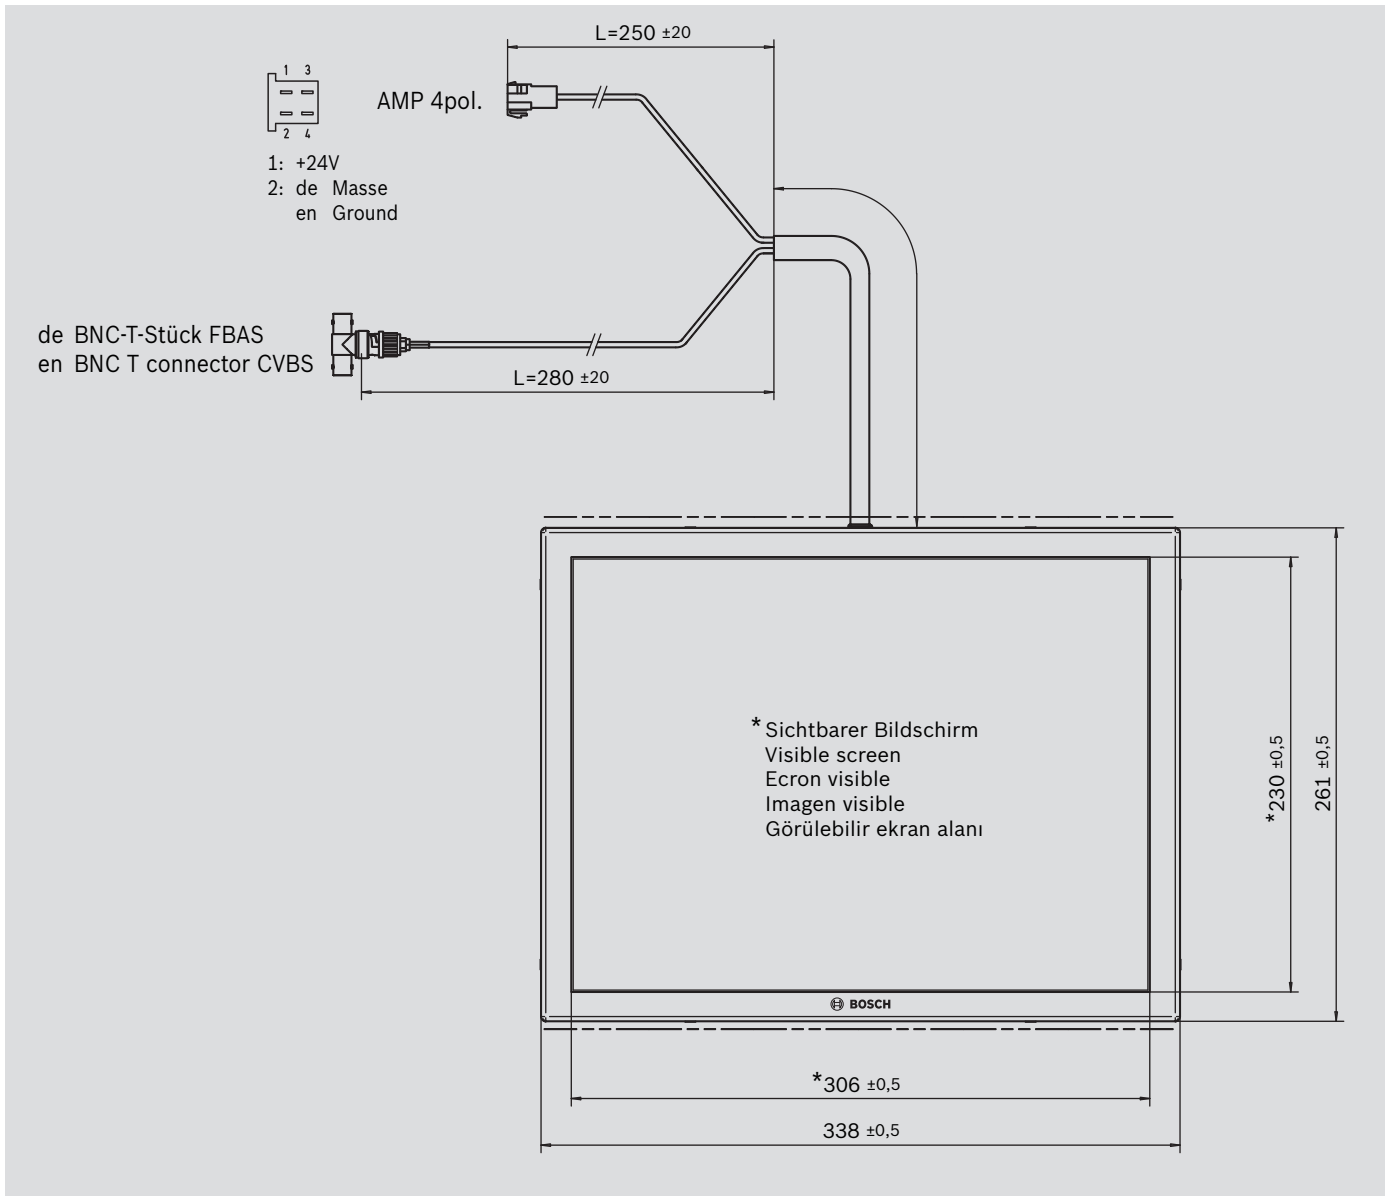 L=250 ±20
1 3
2 4
AMP 4pol.
1: +24V
2: de Masse
en Ground
de BNC-T-Stück FBAS
en BNC T connector CVBS
L=280 ±20
*Sichtbarer Bildschirm
Visible screen
Ecron visible
Imagen visible
Görülebilir ekran alanı
*230 ±0,5
261 ±0,5
BOSCH
*306 ±0,5
338 ±0,5